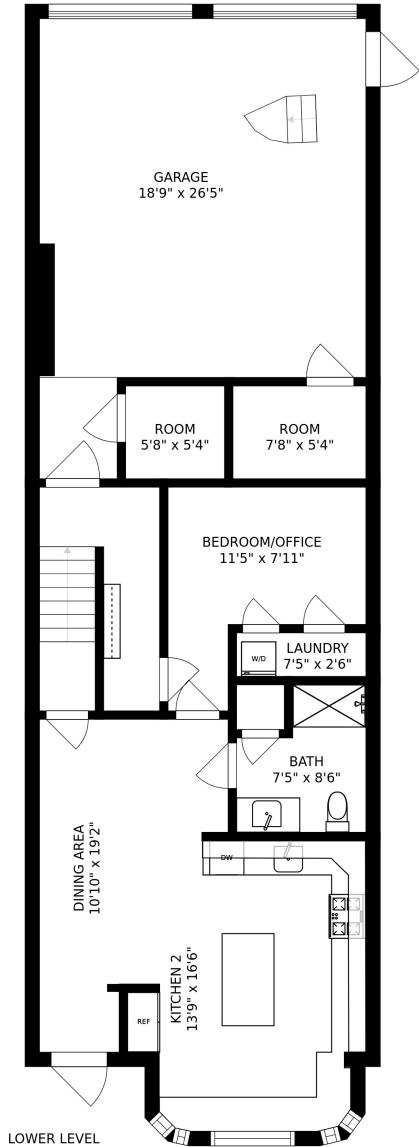 GARAGE
18'9" x 26'5"
ROOM
5'8" x 5'4"
ROOM
7'8" x 5'4"
BEDROOM/OFFICE
11'5" x 7'11"
W/D
LAUNDRY
7'5" x 2'6"
BATH
7'5" x 8'6"
DINING AREA
10'10" x 19'2"
DW
KITCHEN 2
13'9" x 16'6"
REF
LOWER LEVEL